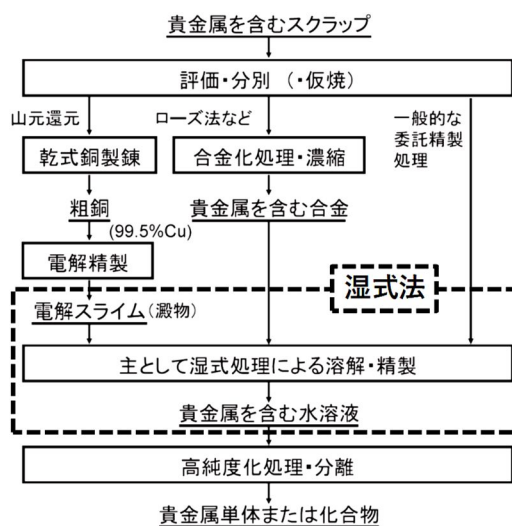 貴金属を含むスクラップ
評価・分別 (・仮焼)
山元還元
ローズ法など
一般的な
委託精製
処理
乾式銅製錬
合金化処理・濃縮
粗銅
(99.5%Cu)
貴金属を含む合金
電解精製
湿式法
電解スライム(澱物)
主として湿式処理による溶解・精製
貴金属を含む水溶液
高純度化処理・分離
貴金属単体または化合物